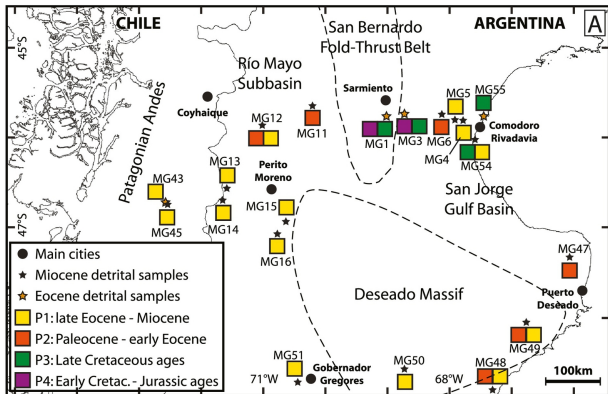 CHILE
ARGENTINA
A
45°S
San Bernardo
Fold-Thrust Belt
Río Mayo
Subbasin
Patagonian Andes
Coyhaique
Sarmiento
MG5
MG55
MG12
MG11
MG1
MG3
MG6
MG4
Comodoro
Rivadavia
MG54
MG13
Perito
Moreno
MG43
MG15
San Jorge
Gulf Basin
MG45
MG14
47°S
MG16
MG47
Main cities
Miocene detrital samples
Eocene detrital samples
P1: late Eocene - Miocene
P2: Paleocene - early Eocene
P3: Late Cretaceous ages
P4: Early Cretac. - Jurassic ages
Deseado Massif
Puerto
Deseado
MG49
MG51
Gobernador
Gregores
MG50
MG48
71°W
68°W
100km